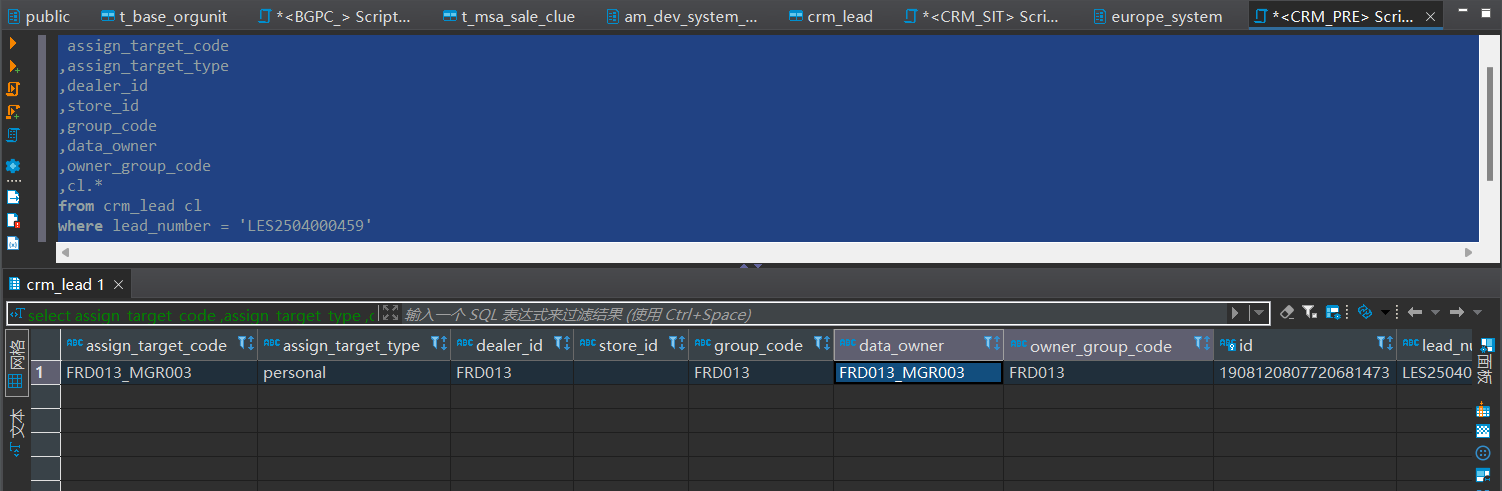 public t_base_orgunit *<BGPC_> Script... t_msa_sale_clue am_dev_system_... crm_lead *<CRM_SIT> Scri... europe_system *<CRM_PRE> Scri...
assign_target_code
,assign_target_type
,dealer_id
,store_id
,group_code
,data_owner
,owner_group_code
,cl.*
from crm_lead cl
where lead_number = 'LES2504000459'
crm_lead 1
select assign_target_code ,assign_target_type ,c 输入一个 SQL 表达式来过滤结果 (使用 Ctrl+Space)
网格
文本
assign_target_code assign_target_type dealer_id store_id group_code data_owner owner_group_code id lead_nu
1 FRD013_MGR003 personal FRD013 FRD013 FRD013_MGR003 FRD013 1908120807720681473 LES25040
面板